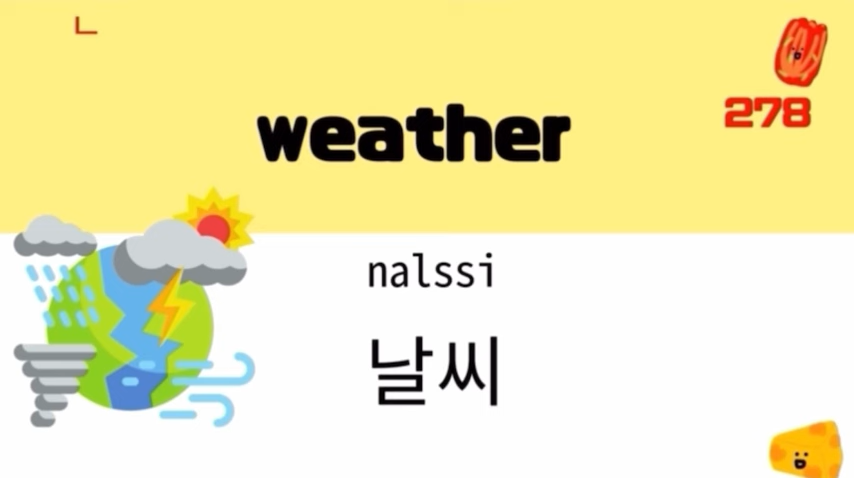 ㄴ
278
weather
nalssi
날씨